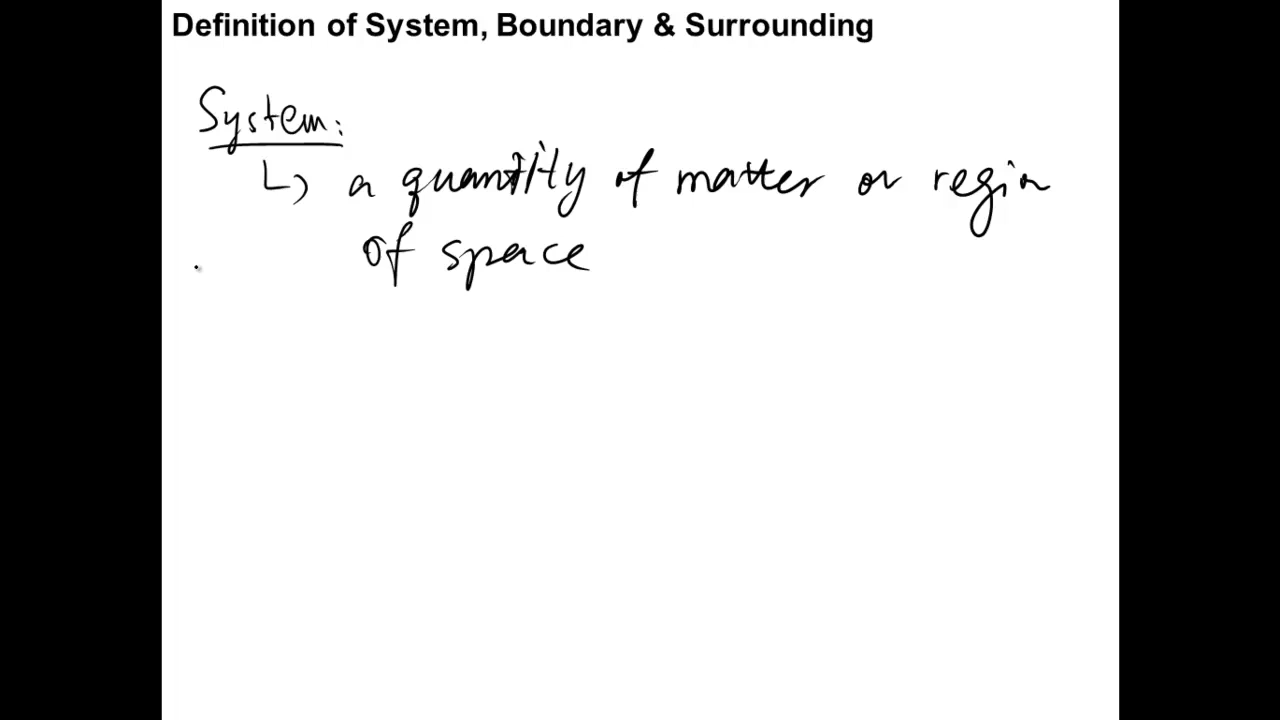 Definition of System, Boundary & Surrounding
System:
↳ a quantity of matter or region
of space